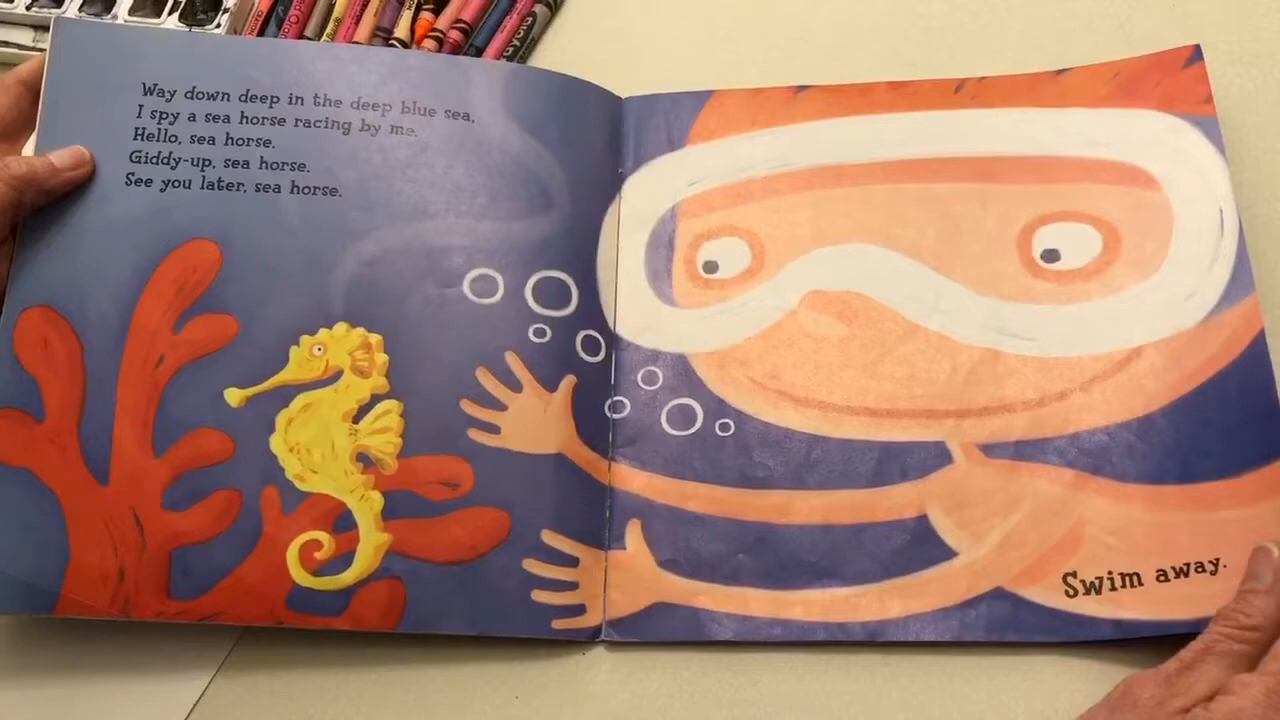 Way down deep in the deep blue sea,
I spy a sea horse racing by me.
Hello, sea horse.
Giddy-up, sea horse.
See you later, sea horse.
Swim away.